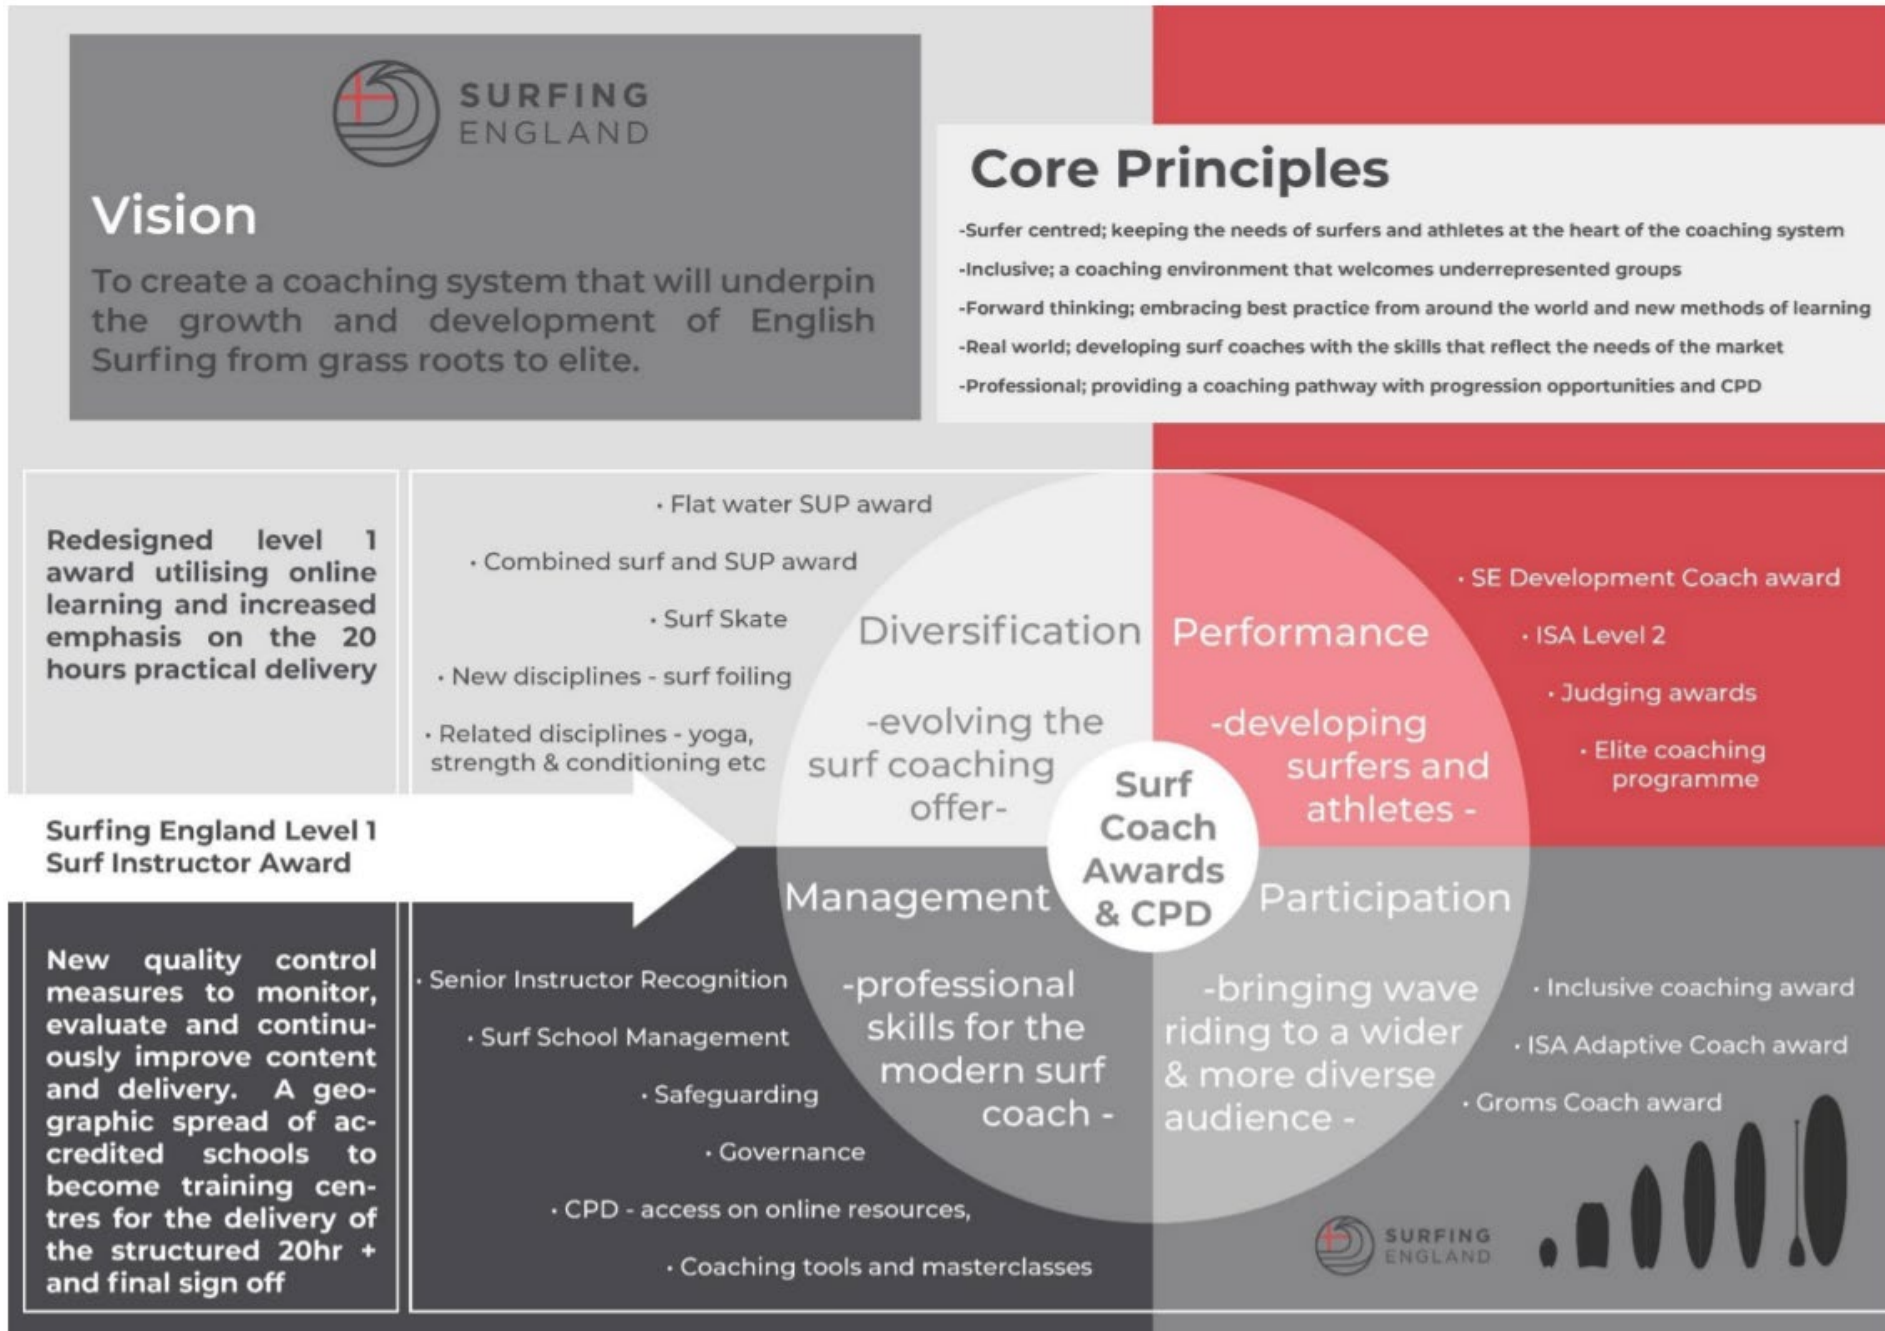 SURFING
ENGLAND
Vision
To create a coaching system that will underpin
the growth and development of English
Surfing from grass roots to elite.
Core Principles
-Surfer centred; keeping the needs of surfers and athletes at the heart of the coaching system
-Inclusive; a coaching environment that welcomes underrepresented groups
-Forward thinking; embracing best practice from around the world and new methods of learning
-Real world; developing surf coaches with the skills that reflect the needs of the market
-Professional; providing a coaching pathway with progression opportunities and CPD
Redesigned level 1
award utilising online
learning and increased
emphasis on the 20
hours practical delivery
Surfing England Level 1
Surf Instructor Award
New quality control
measures to monitor,
evaluate and continu-
ously improve content
and delivery. A geo-
graphic spread of ac-
credited schools to
become training cen-
tres for the delivery of
the structured 20hr +
and final sign off
• Flat water SUP award
• Combined surf and SUP award
• Surf Skate
• New disciplines - surf foiling
• Related disciplines - yoga,
strength & conditioning etc
Diversification
-evolving the
surf coaching
offer-
Performance
-developing
surfers and
athletes -
• SE Development Coach award
• ISA Level 2
• Judging awards
• Elite coaching
programme
Surf
Coach
Awards
& CPD
Management
-professional
skills for the
modern surf
coach -
• Senior Instructor Recognition
• Surf School Management
• Safeguarding
• Governance
• CPD - access on online resources,
• Coaching tools and masterclasses
Participation
-bringing wave
riding to a wider
& more diverse
audience -
• Inclusive coaching award
• ISA Adaptive Coach award
• Groms Coach award
SURFING
ENGLAND